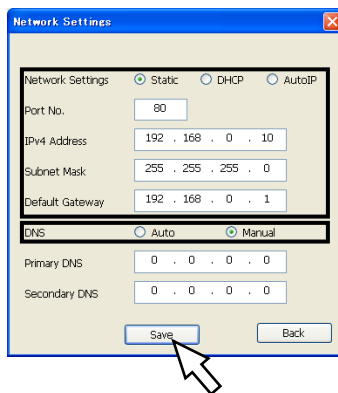 Network Settings
Network Settings Static DHCP AutoIP
Port No. 80
IPv4 Address 192 . 168 . 0 . 10
Subnet Mask 255 . 255 . 255 . 0
Default Gateway 192 . 168 . 0 . 1
DNS Auto Manual
Primary DNS 0 . 0 . 0 . 0
Secondary DNS 0 . 0 . 0 . 0
Save Back